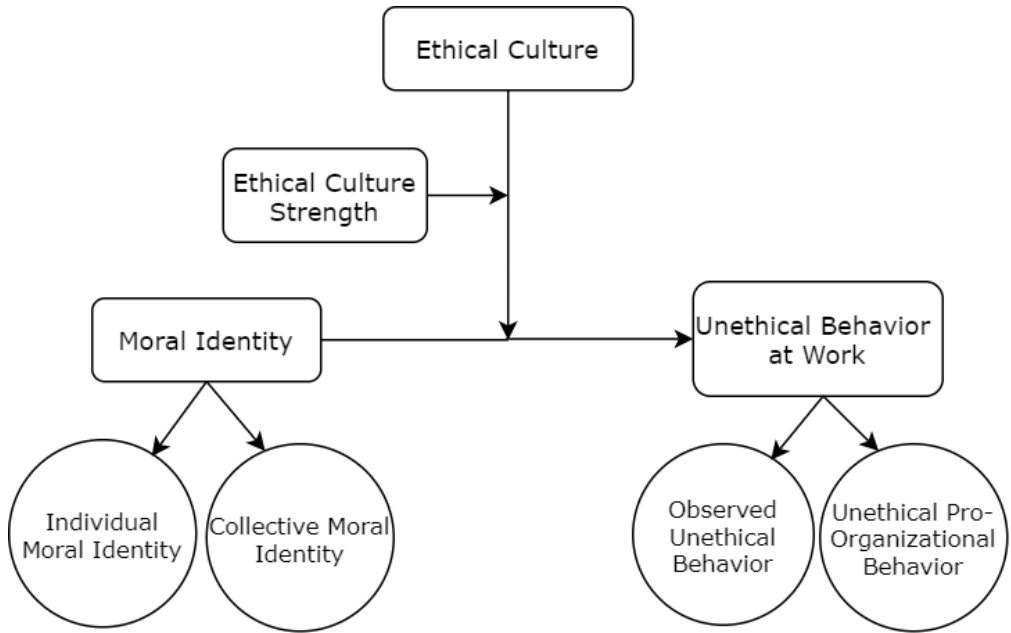 Ethical Culture
Ethical Culture
Strength
Moral Identity
Unethical Behavior
at Work
Individual
Moral Identity
Collective Moral
Identity
Observed
Unethical
Behavior
Unethical Pro-
Organizational
Behavior